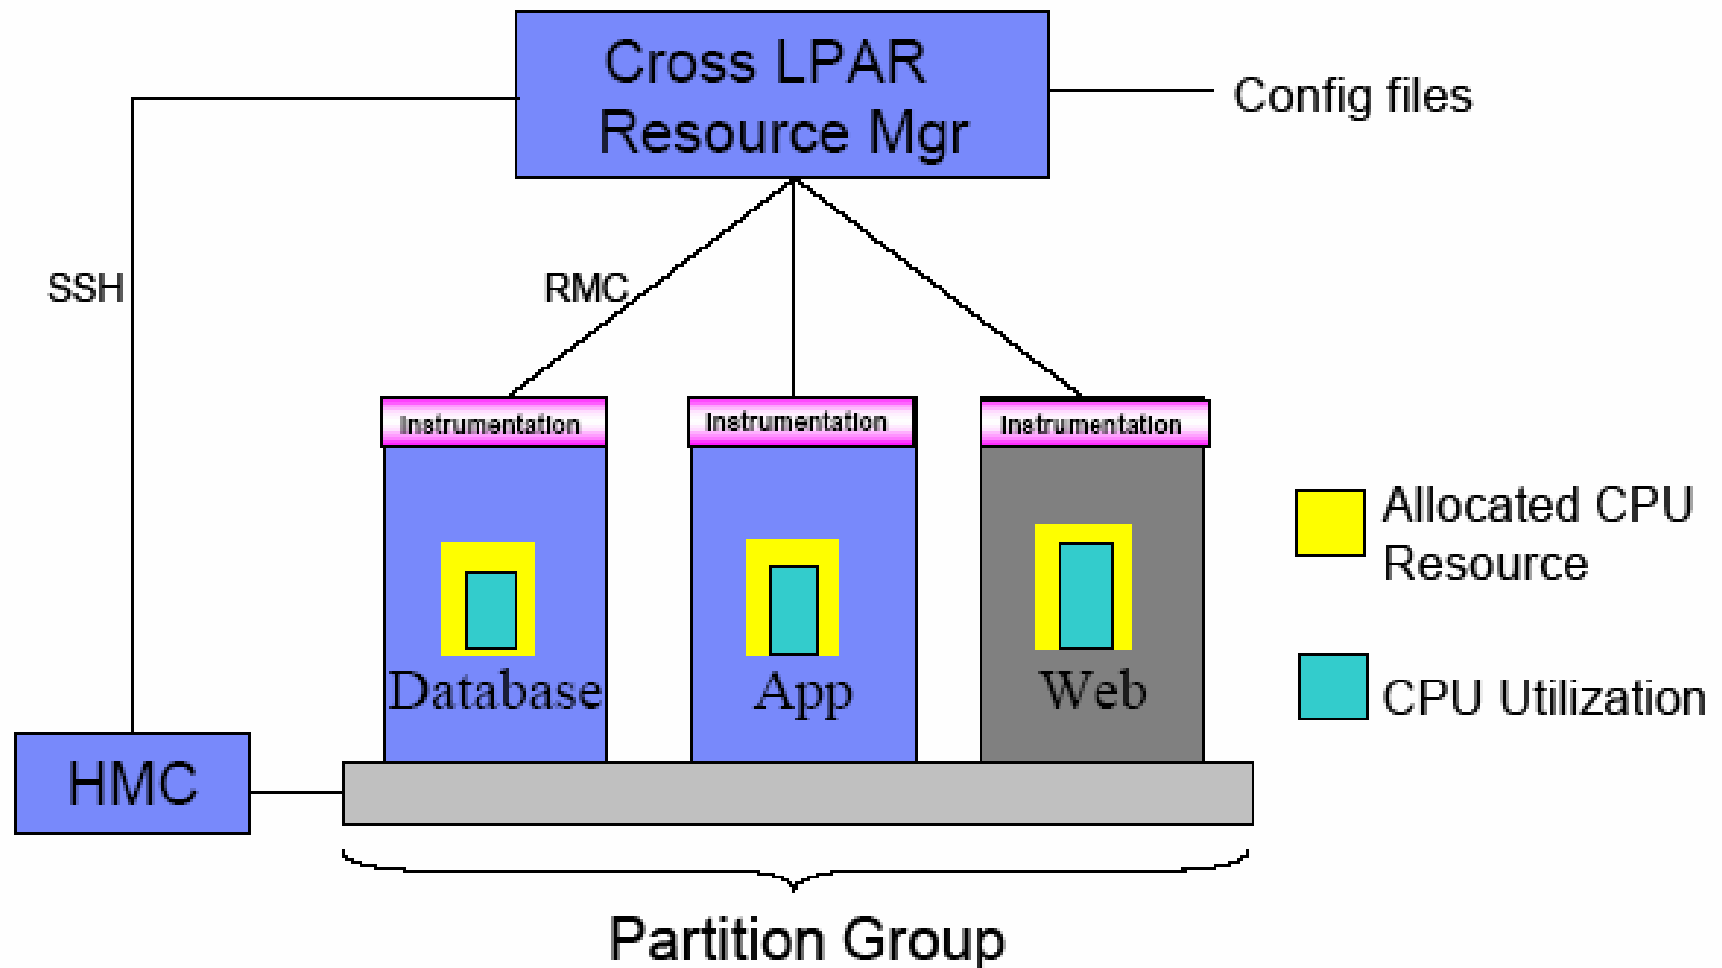 Cross LPAR
Resource Mgr
Config files
SSH
RMC
Instrumentation
Instrumentation
Instrumentation
Allocated CPU
Resource
Database
App
Web
CPU Utilization
HMC
Partition Group